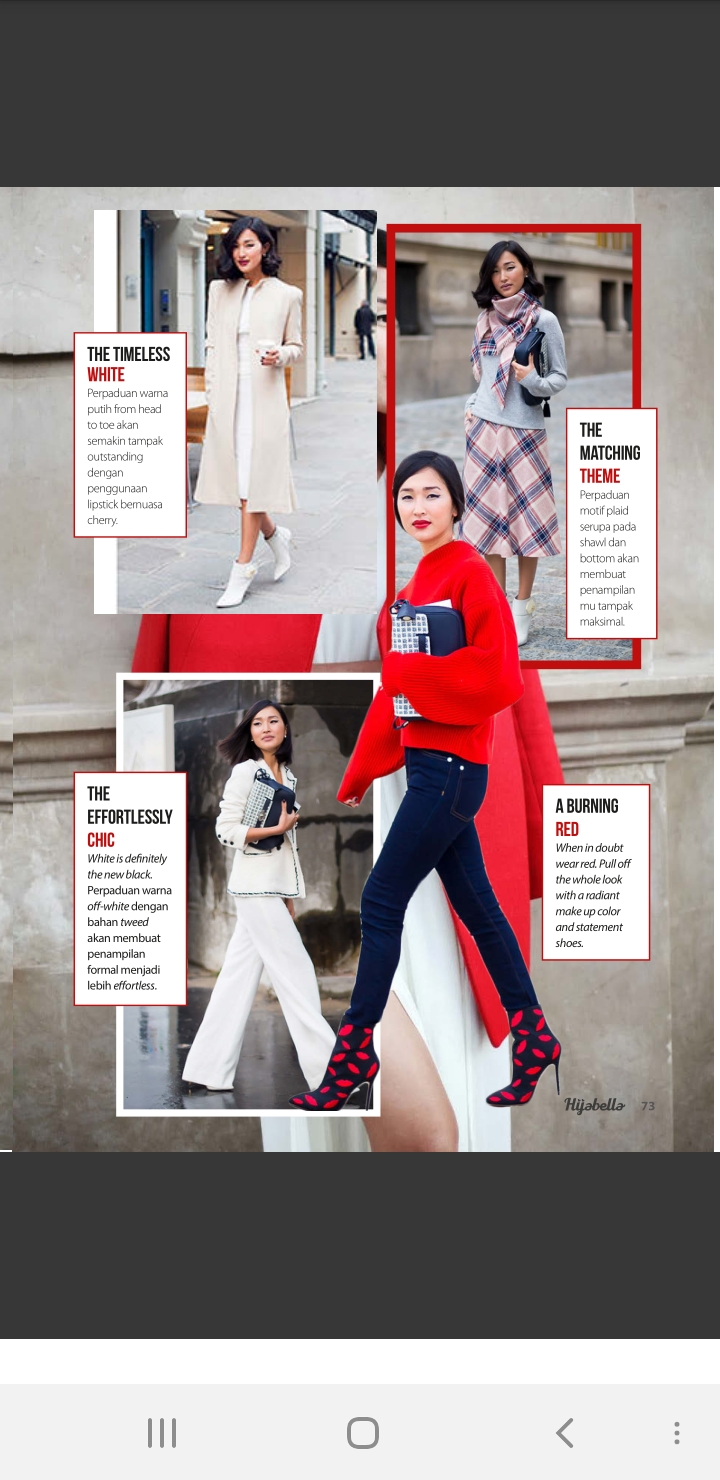 THE TIMELESS
WHITE
Perpaduan warna
putih from head
to toe akan
semakin tampak
outstanding
dengan
penggunaan
lipstick bernuasa
cherry.
THE
MATCHING
THEME
Perpaduan
motif plaid
serupa pada
shawl dan
bottom akan
membuat
penampilan
mu tampak
maksimal.
THE
EFFORTLESSLY
CHIC
White is definitely
the new black.
Perpaduan warna
off-white dengan
bahan tweed
akan membuat
penampilan
formal menjadi
lebih effortless.
A BURNING
RED
When in doubt
wear red. Pull off
the whole look
with a radiant
make up color
and statement
shoes.
Hijabella 73